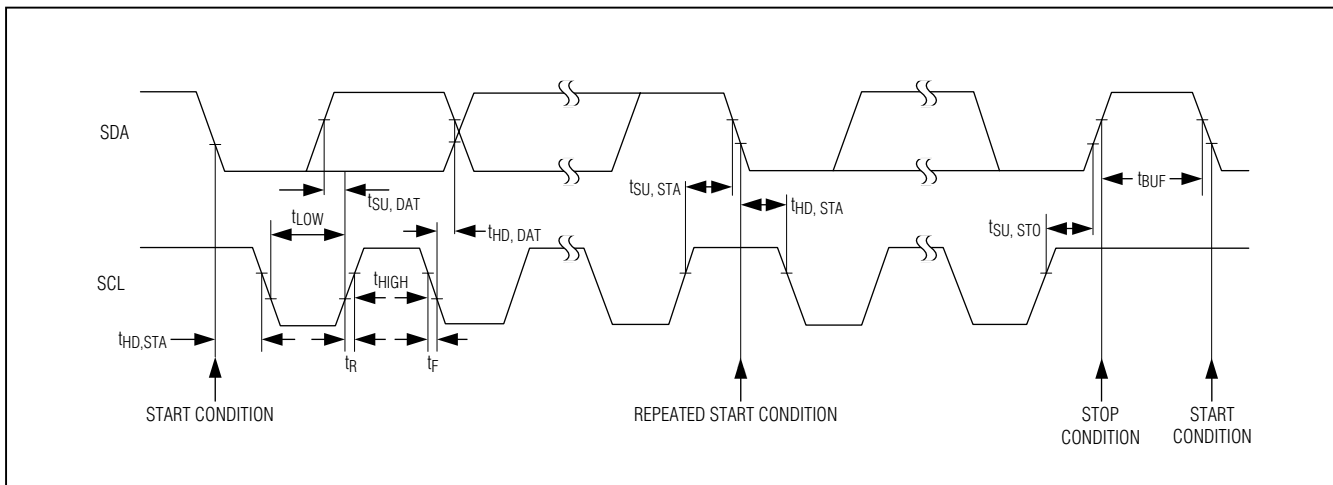 SDA
tSU, STA
tBUF
tSU, DAT
tLOW
tHD, STA
tHD, DAT
tSU, STO
SCL
tHIGH
tHD,STA
tR
tF
START CONDITION
REPEATED START CONDITION
STOP
CONDITION
START
CONDITION